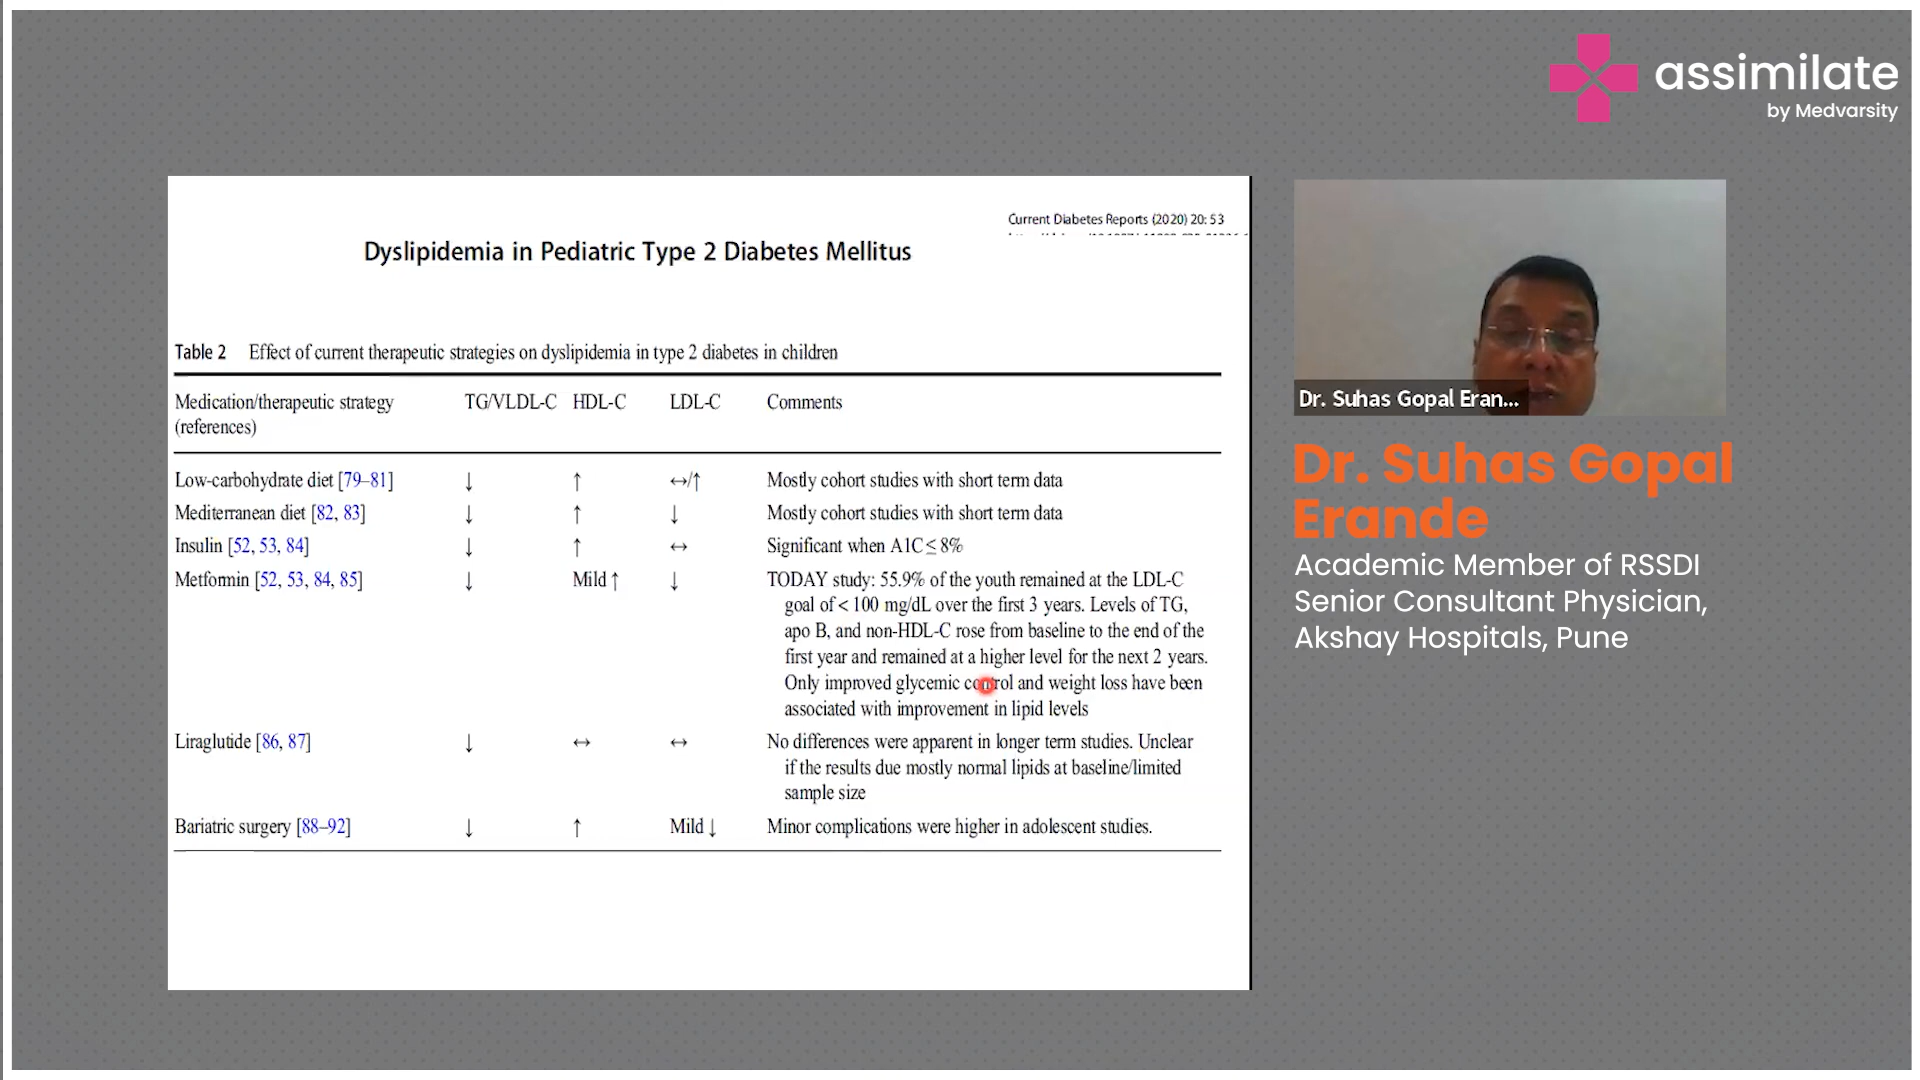 assimilate
by Medvarsity
Current Diabetes Reports (2020) 20: 53
Dyslipidemia in Pediatric Type 2 Diabetes Mellitus
Table 2 Effect of current therapeutic strategies on dyslipidemia in type 2 diabetes in children
Medication/therapeutic strategy (references) TG/VLDL-C HDL-C LDL-C Comments
Low-carbohydrate diet [79–81] ↓ ↑ ↔/↑ Mostly cohort studies with short term data
Mediterranean diet [82, 83] ↓ ↑ ↓ Mostly cohort studies with short term data
Insulin [52, 53, 84] ↓ ↑ ↔ Significant when A1C ≤ 8%
Metformin [52, 53, 84, 85] ↓ Mild ↑ ↓ TODAY study: 55.9% of the youth remained at the LDL-C
goal of < 100 mg/dL over the first 3 years. Levels of TG,
apo B, and non-HDL-C rose from baseline to the end of the
first year and remained at a higher level for the next 2 years.
Only improved glycemic control and weight loss have been
associated with improvement in lipid levels
Liraglutide [86, 87] ↓ ↔ ↔ No differences were apparent in longer term studies. Unclear
if the results due mostly normal lipids at baseline/limited
sample size
Bariatric surgery [88–92] ↓ ↑ Mild ↓ Minor complications were higher in adolescent studies.
Dr. Suhas Gopal Eran...
Dr. Suhas Gopal
Erande
Academic Member of RSSDI
Senior Consultant Physician,
Akshay Hospitals, Pune